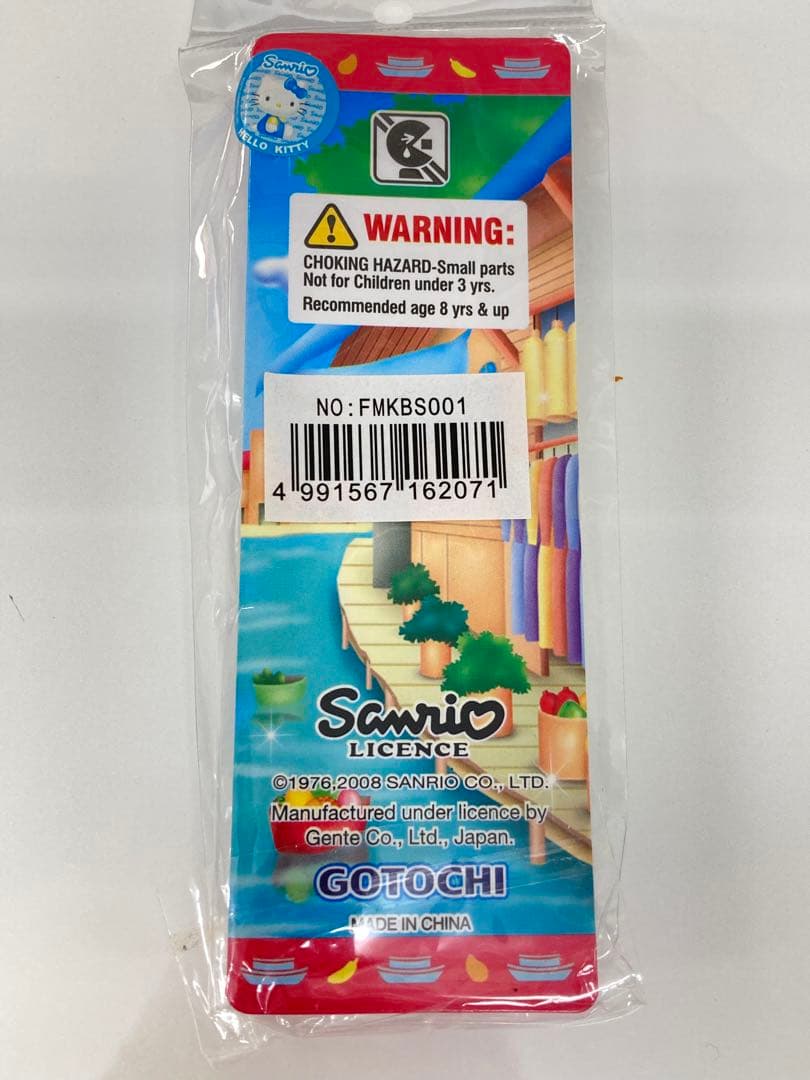 Sanrio
HELLO KITTY
WARNING:
CHOKING HAZARD-Small parts
Not for Children under 3 yrs.
Recommended age 8 yrs & up
NO:FMKBS001
4 991567 162071
Sanrio
LICENCE
©1976,2008 SANRIO CO., LTD.
Manufactured under licence by
Gente Co., Ltd., Japan.
GOTOCHI
MADE IN CHINA